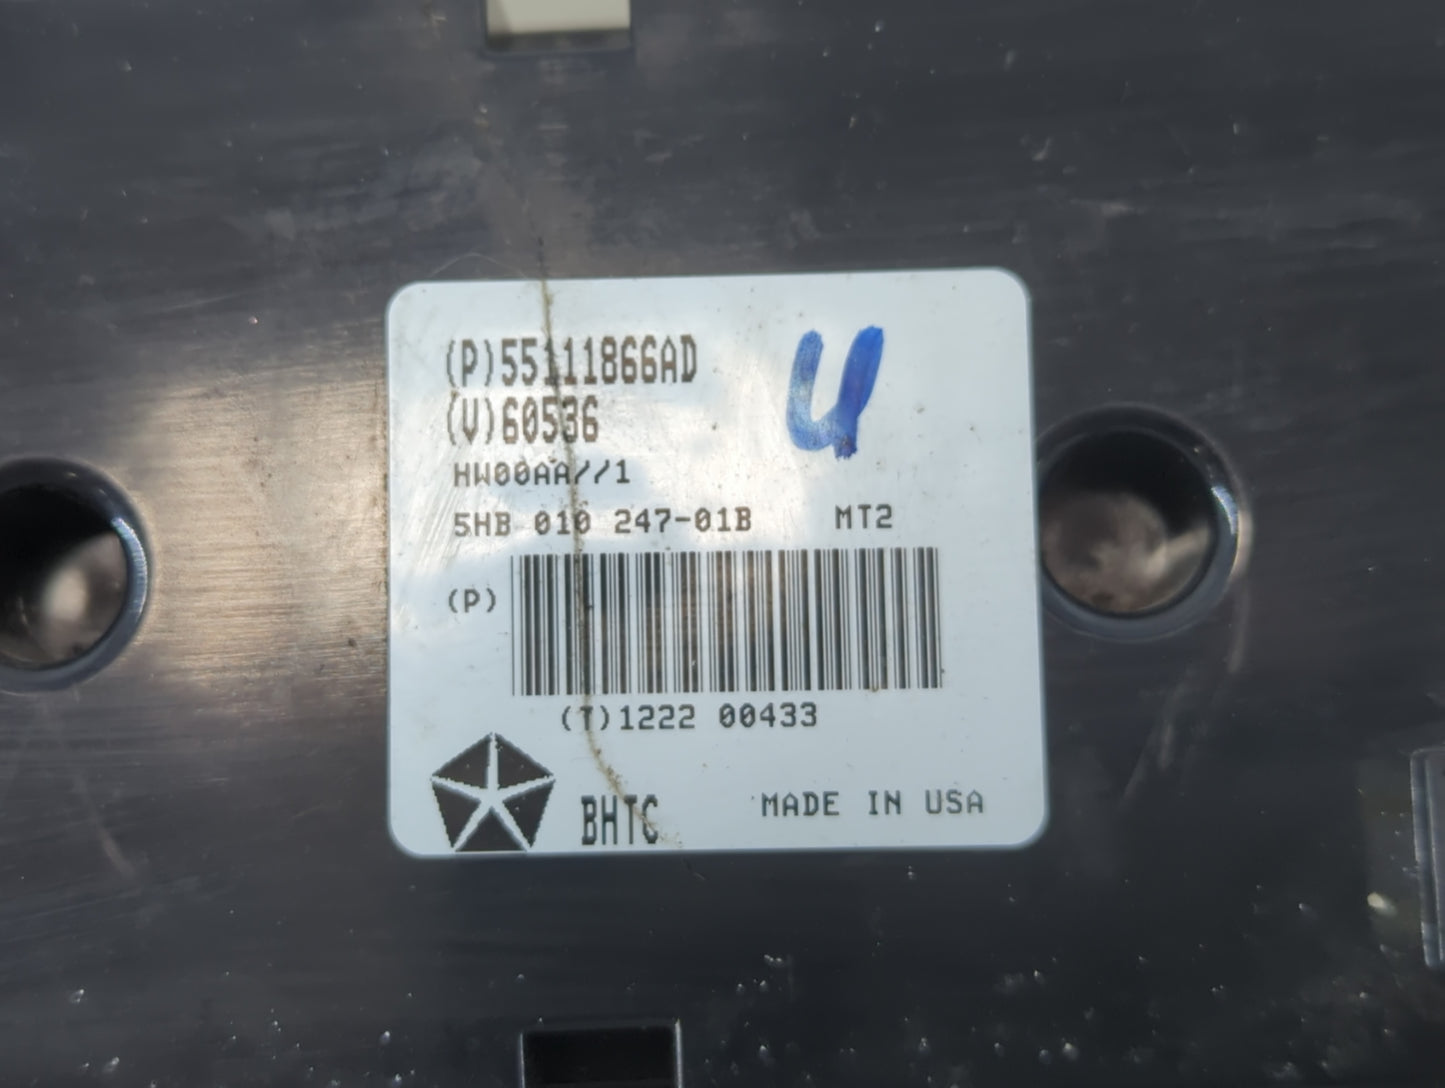 (P)55111866AD
U
(V)60536
HW00AA//1
5HB 010 247-01B MT2
(P)
(T)1222 00433
BHTC MADE IN USA